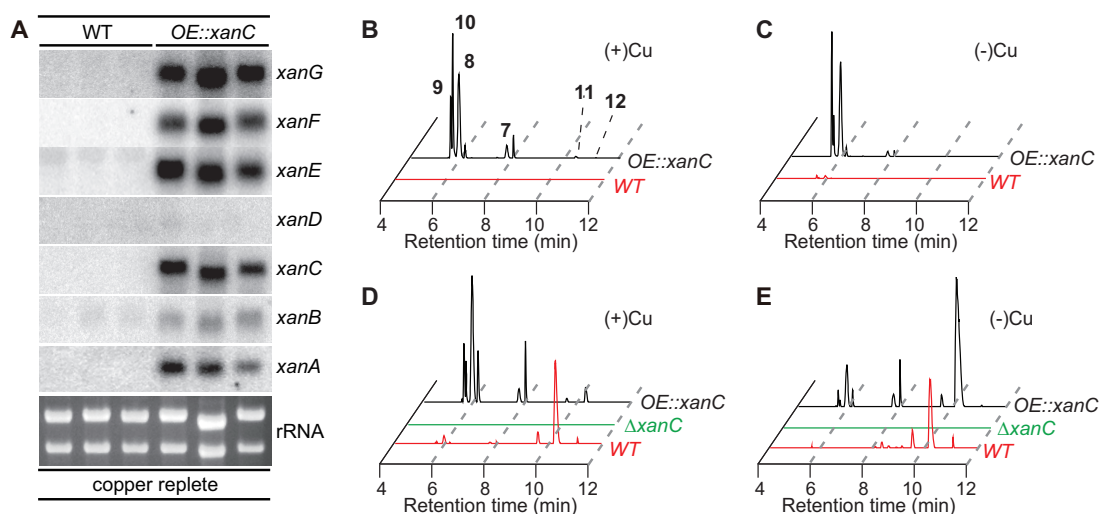 A
WT
OE::xanC
xanG
xanF
xanE
xanD
xanC
xanB
xanA
rRNA
copper replete
B
(+)Cu
10
8
9
7
11
12
OE::xanC
WT
4 6 8 10 12
Retention time (min)
C
(-)Cu
OE::xanC
WT
4 6 8 10 12
Retention time (min)
D
(+)Cu
OE::xanC
ΔxanC
WT
4 6 8 10 12
Retention time (min)
E
(-)Cu
OE::xanC
ΔxanC
WT
4 6 8 10 12
Retention time (min)